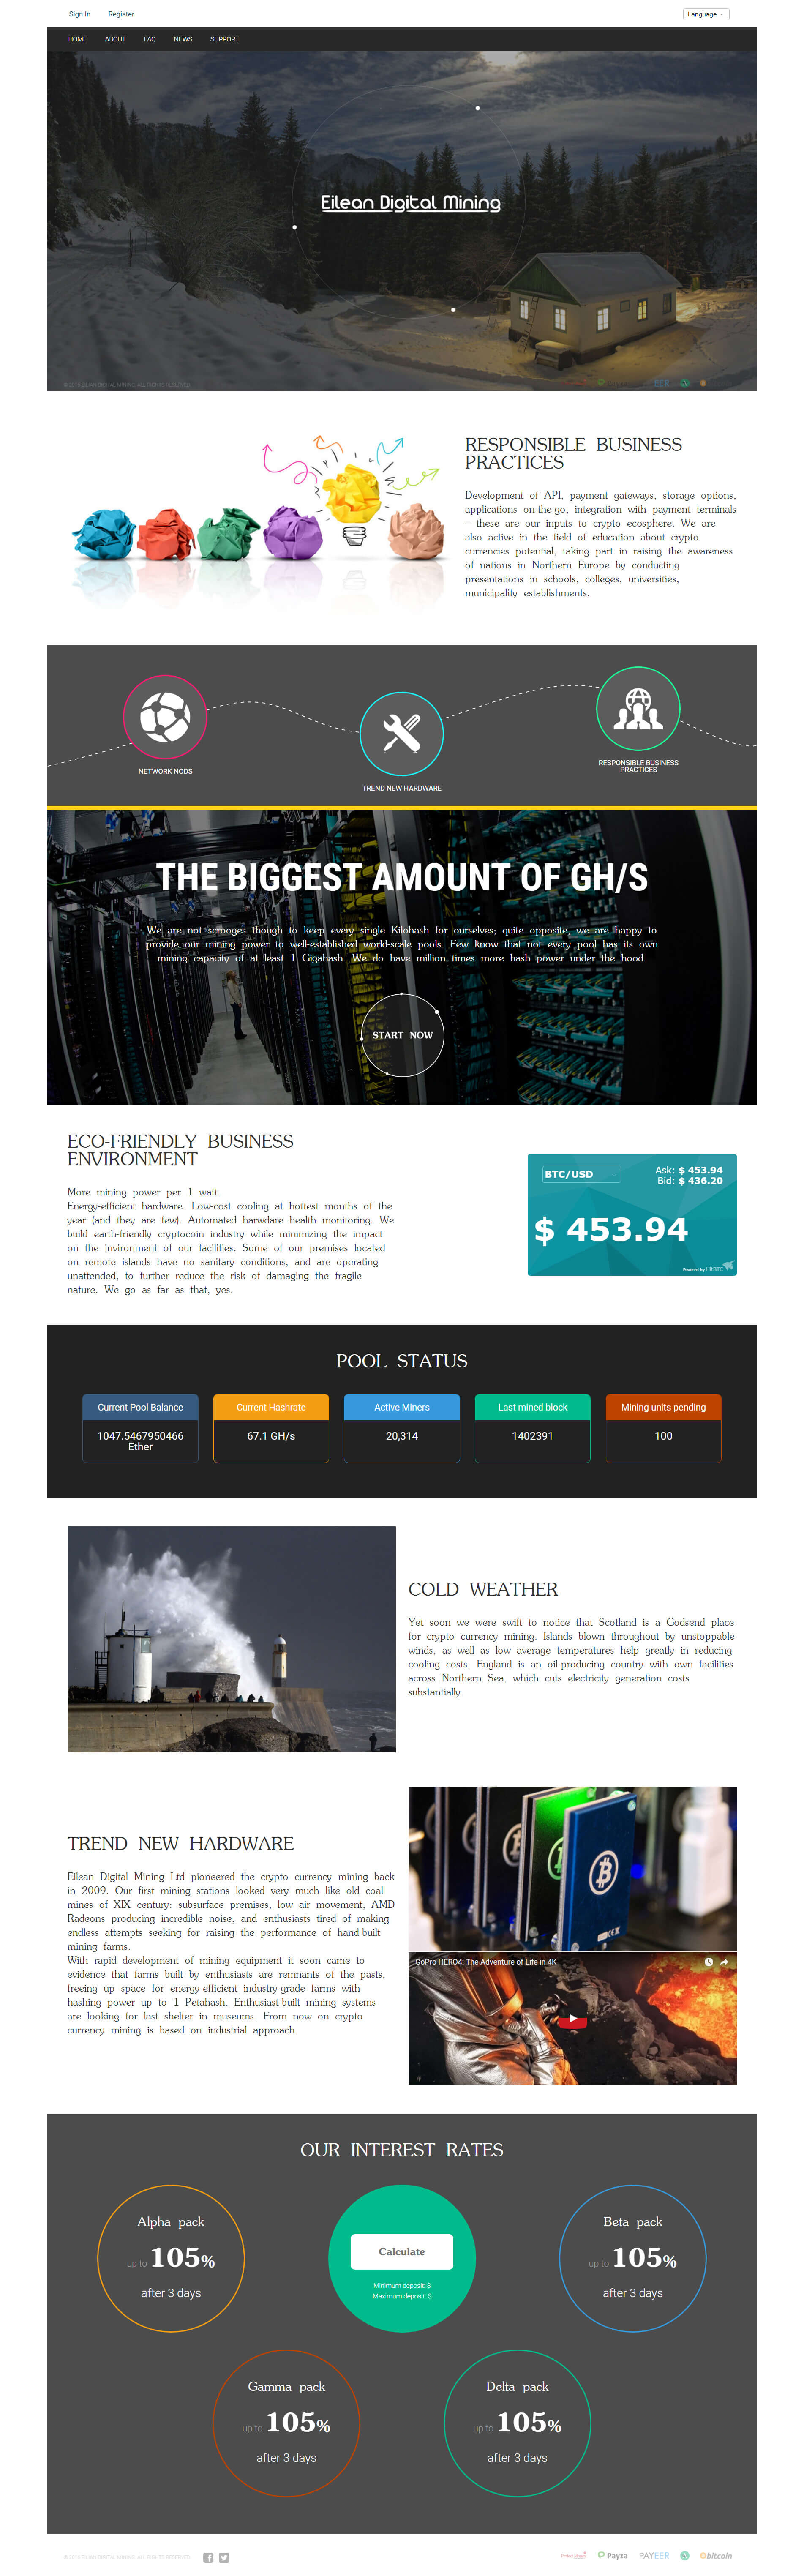 Sign In
Register
Language
HOME
ABOUT
FAQ
NEWS
SUPPORT
Eilean Digital Mining
RESPONSIBLE BUSINESS
PRACTICES
Development of API, payment gateways, storage options,
applications on-the-go, integration with payment terminals
– these are our inputs to crypto ecosphere. We are
also active in the field of education about crypto
currencies potential, taking part in raising the awareness
of nations in Northern Europe by conducting
presentations in schools, colleges, universities,
municipality establishments.
NETWORK NODS
TREND NEW HARDWARE
RESPONSIBLE BUSINESS
PRACTICES
THE BIGGEST AMOUNT OF GH/S
We are not scrooges though to keep every single Kilohash for ourselves; quite opposite, we are happy to
provide our mining power to well-established world-scale pools. Few know that not every pool has its own
mining capacity of at least 1 Gigahash. We do have million times more hash power under the hood.
START NOW
ECO-FRIENDLY BUSINESS
ENVIRONMENT
More mining power per 1 watt.
Energy-efficient hardware. Low-cost cooling at hottest months of the
year (and they are few). Automated harwdare health monitoring. We
build earth-friendly cryptocoin industry while minimizing the impact
on the invironment of our facilities. Some of our premises located
on remote islands have no sanitary conditions, and are operating
unattended, to further reduce the risk of damaging the fragile
nature. We go as far as that, yes.
BTC/USD
Ask: $ 453.94
Bid: $ 436.20
$ 453.94
Powered by HitBTC
POOL STATUS
Current Pool Balance
1047.5467950466
Ether
Current Hashrate
67.1 GH/s
Active Miners
20,314
Last mined block
1402391
Mining units pending
100
COLD WEATHER
Yet soon we were swift to notice that Scotland is a Godsend place
for crypto currency mining. Islands blown throughout by unstoppable
winds, as well as low average temperatures help greatly in reducing
cooling costs. England is an oil-producing country with own facilities
across Northern Sea, which cuts electricity generation costs
substantially.
TREND NEW HARDWARE
Eilean Digital Mining Ltd pioneered the crypto currency mining back
in 2009. Our first mining stations looked very much like old coal
mines of XIX century: subsurface premises, low air movement, AMD
Radeons producing incredible noise, and enthusiasts tired of making
endless attempts seeking for raising the performance of hand-built
mining farms.
With rapid development of mining equipment it soon came to
evidence that farms built by enthusiasts are remnants of the pasts,
freeing up space for energy-efficient industry-grade farms with
hashing power up to 1 Petahash. Enthusiast-built mining systems
are looking for last shelter in museums. From now on crypto
currency mining is based on industrial approach.
GoPro HERO4: The Adventure of Life in 4K
OUR INTEREST RATES
Alpha pack
up to 105%
after 3 days
Calculate
Minimum deposit: $
Maximum deposit: $
Beta pack
up to 105%
after 3 days
Gamma pack
up to 105%
after 3 days
Delta pack
up to 105%
after 3 days
Payza
PAYEER
bitcoin